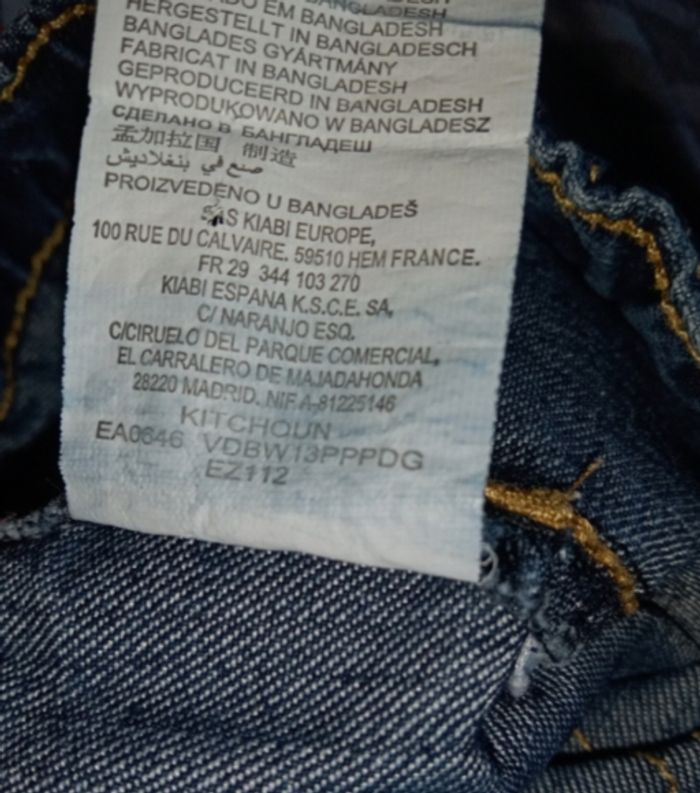 BANGLADESH
EM BANGLADESH
HERGESTELLT IN BANGLADESCH
BANGLADES GYÁRTMÁNY
FABRICAT IN BANGLADESH
GEPRODUCEERD IN BANGLADESH
WYPRODUKOWANO W BANGLADESZ
СДЕЛАНО В БАНГЛАДЕШ
孟加拉国 制造
صنع في بنغلاديش
PROIZVEDENO U BANGLADEŠ
SAS KIABI EUROPE,
100 RUE DU CALVAIRE. 59510 HEM FRANCE.
FR 29 344 103 270
KIABI ESPANA K.S.C.E. SA,
C/ NARANJO ESQ.
C/CIRUELO DEL PARQUE COMERCIAL,
EL CARRALERO DE MAJADAHONDA
28220 MADRID. NIF.A-81225146
KITCHOUN
EA0646 VDBW13PPPDG
EZ112